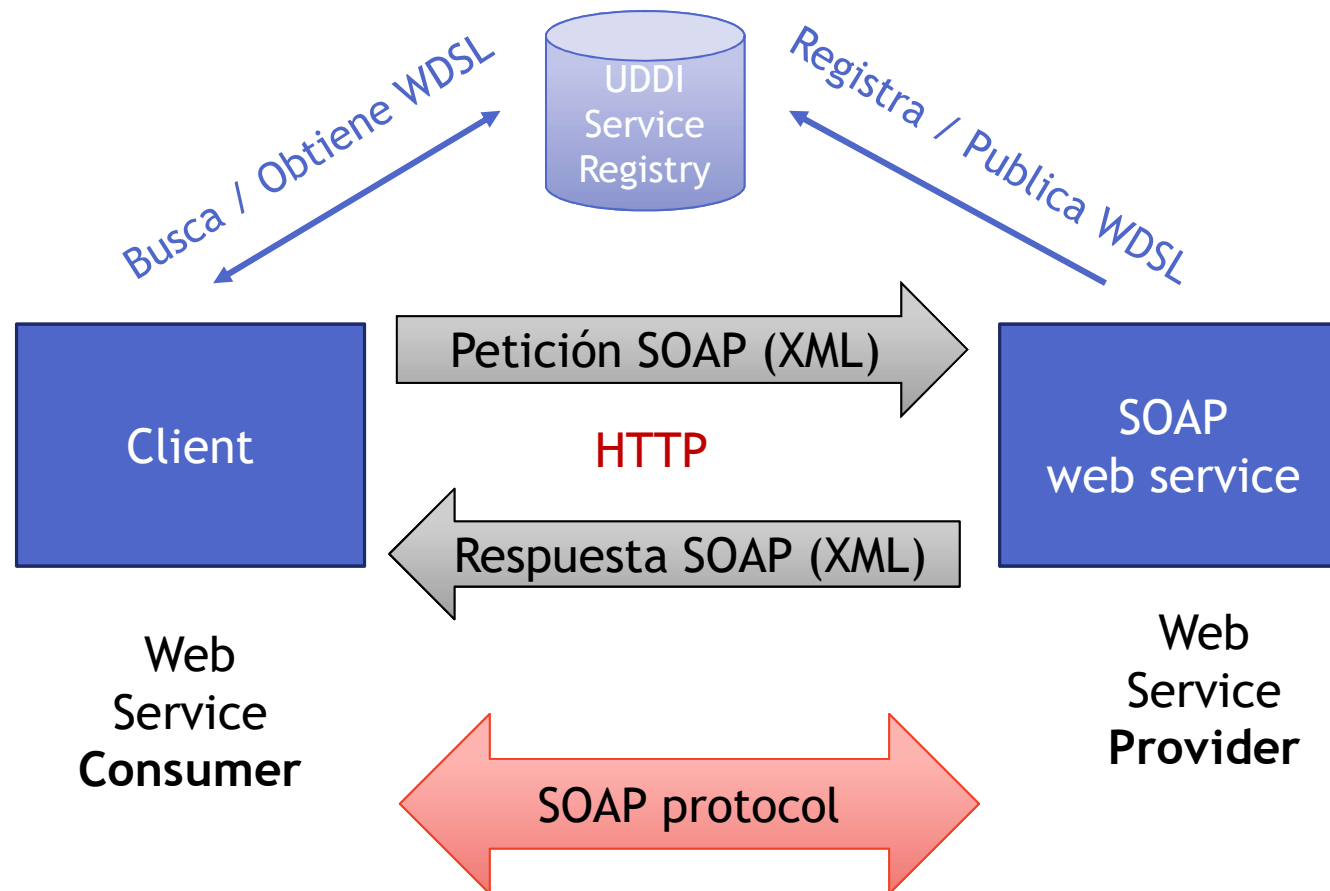 Busca / Obtiene WDSL
UDDI
Service
Registry
Registra / Publica WDSL
Petición SOAP (XML)
Client
HTTP
SOAP
web service
Respuesta SOAP (XML)
Web
Service
Consumer
Web
Service
Provider
SOAP protocol